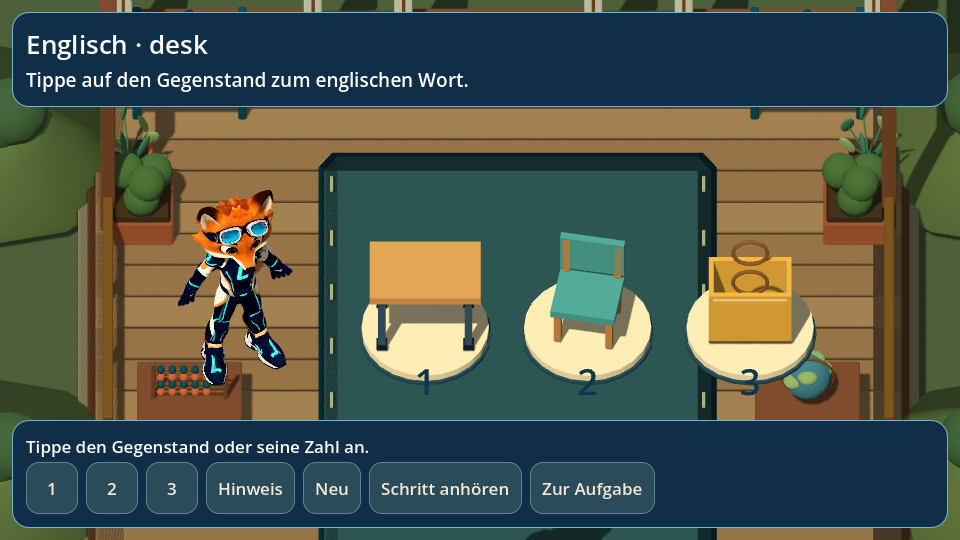 Englisch · desk
Tippe auf den Gegenstand zum englischen Wort.
1 2 3
Tippe den Gegenstand oder seine Zahl an.
1 2 3 Hinweis Neu Schritt anhören Zur Aufgabe